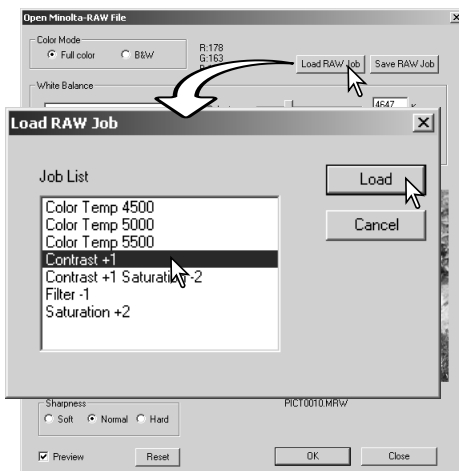 Open Minolta-RAW File
Color Mode
Full color B&W
R:178
G:163
Load RAW Job Save RAW Job
White Balance
4647 K
Load RAW Job
Job List
Load
Cancel
Color Temp 4500
Color Temp 5000
Color Temp 5500
Contrast +1
Contrast +1 Saturation -2
Filter -1
Saturation +2
Sharpness
Soft Normal Hard
PICT0010.MRW
Preview Reset OK Close